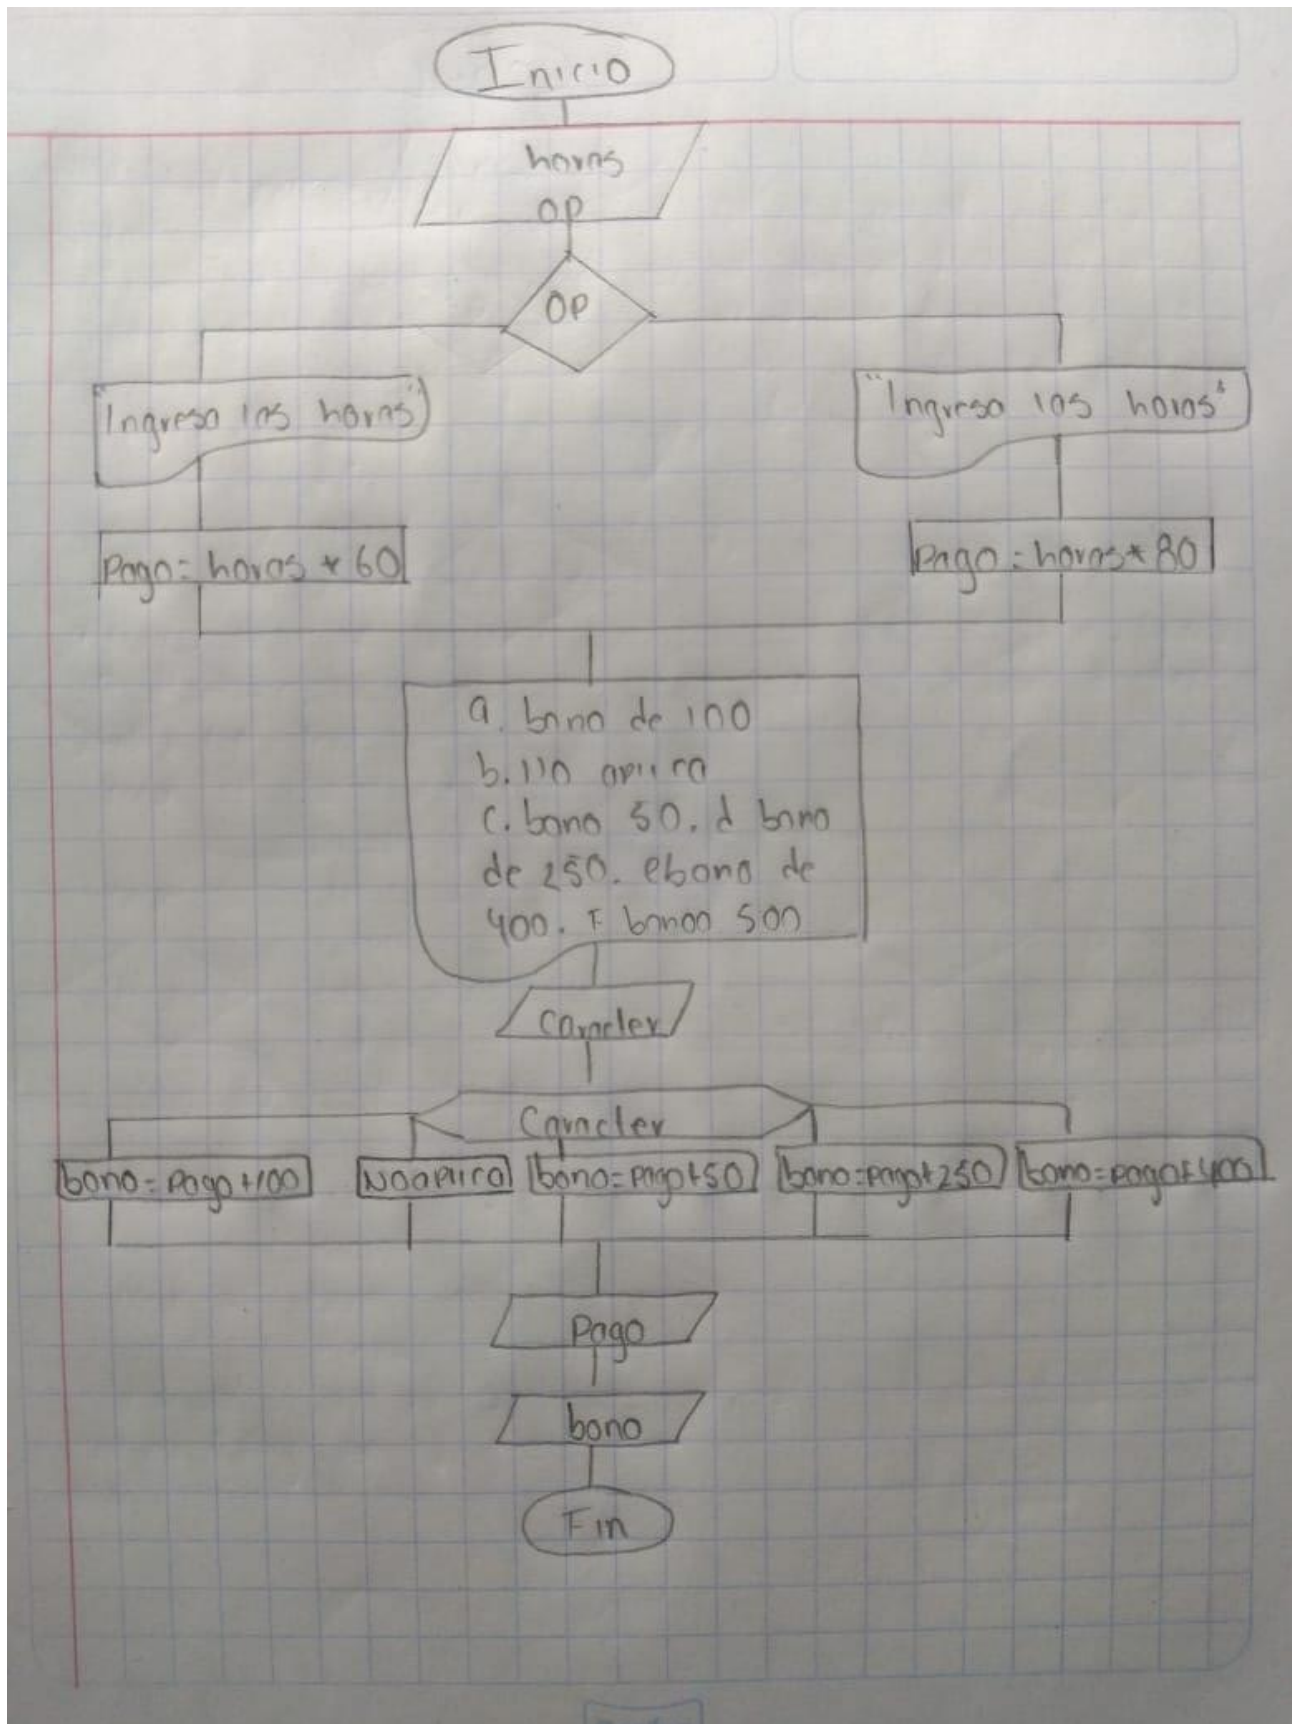 Inicio
horas
OP
OP
"Ingresa las horas"
"Ingresa las horas"
Pago = horas * 60
Pago = horas * 80
a. bono de 100
b. no aplica
c. bono 50. d bono
de 250. e bono de
400. F bonoo 500
Caracter
Caracter
bono = pago + 100
No aplica
bono = pago + 50
bono = pago + 250
bono = pago + 400
Pago
bono
Fin